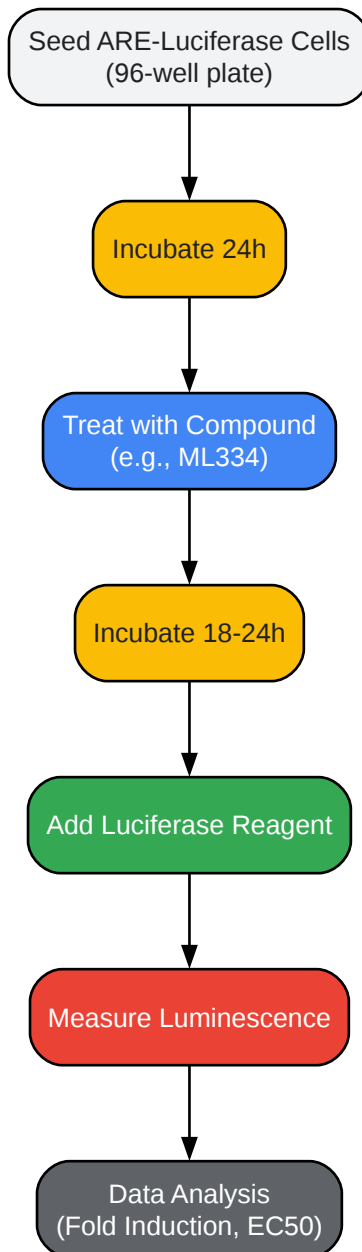 Seed ARE-Luciferase Cells
(96-well plate)
Incubate 24h
Treat with Compound
(e.g., ML334)
Incubate 18-24h
Add Luciferase Reagent
Measure Luminescence
Data Analysis
(Fold Induction, EC50)